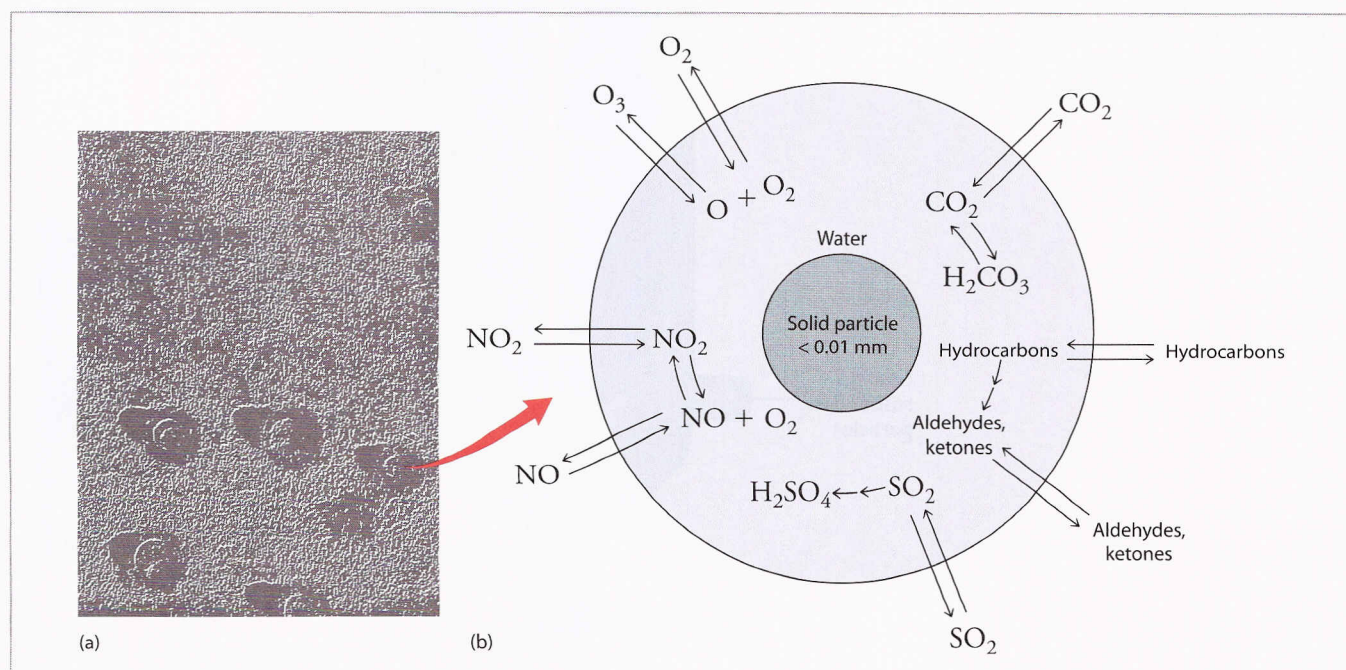 O₂
O₃
CO₂
O + O₂
CO₂
Water
H₂CO₃
Solid particle
< 0.01 mm
NO₂
NO₂
Hydrocarbons
Hydrocarbons
NO + O₂
Aldehydes,
ketones
NO
H₂SO₄
SO₂
Aldehydes,
ketones
SO₂
(a)
(b)